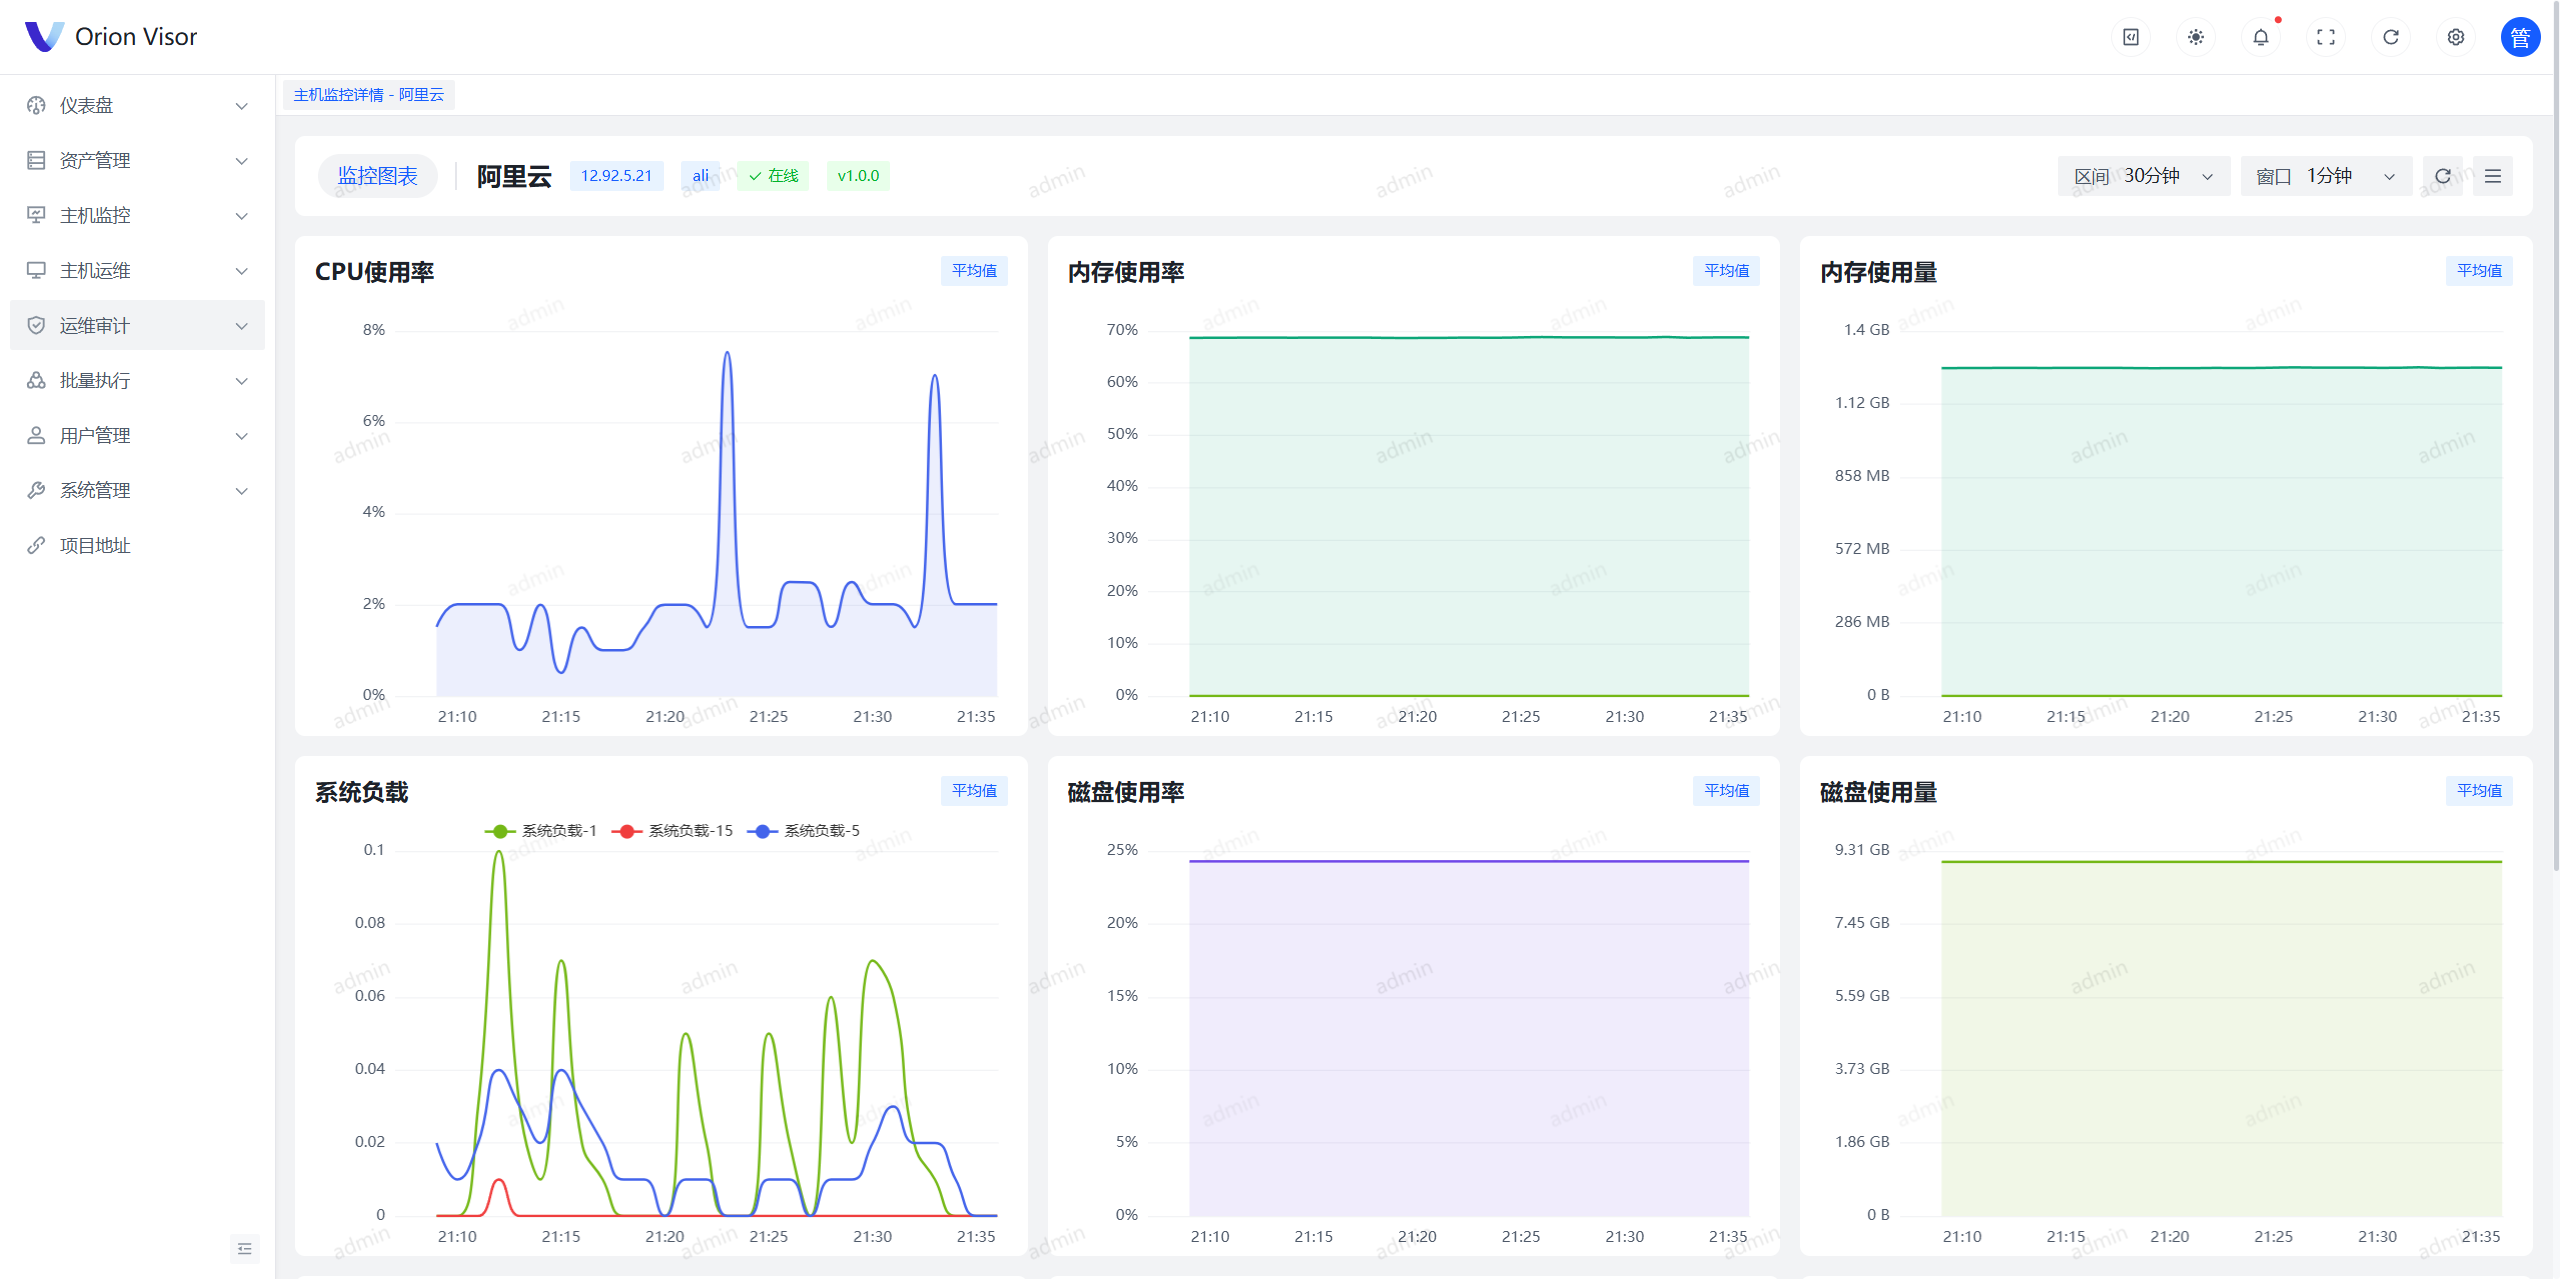 Orion Visor
管
仪表盘
资产管理
主机监控
主机运维
运维审计
批量执行
用户管理
系统管理
项目地址
主机监控详情 - 阿里云
监控图表
阿里云
12.92.5.21
ali
在线
v1.0.0
区间 30分钟
窗口 1分钟
CPU使用率
平均值
8%
6%
4%
2%
0%
21:10 21:15 21:20 21:25 21:30 21:35
内存使用率
平均值
70%
60%
50%
40%
30%
20%
10%
0%
21:10 21:15 21:20 21:25 21:30 21:35
内存使用量
平均值
1.4 GB
1.12 GB
858 MB
572 MB
286 MB
0 B
21:10 21:15 21:20 21:25 21:30 21:35
系统负载
平均值
系统负载-1 系统负载-15 系统负载-5
0.1
0.08
0.06
0.04
0.02
0
21:10 21:15 21:20 21:25 21:30 21:35
磁盘使用率
平均值
25%
20%
15%
10%
5%
0%
21:10 21:15 21:20 21:25 21:30 21:35
磁盘使用量
平均值
9.31 GB
7.45 GB
5.59 GB
3.73 GB
1.86 GB
0 B
21:10 21:15 21:20 21:25 21:30 21:35
admin